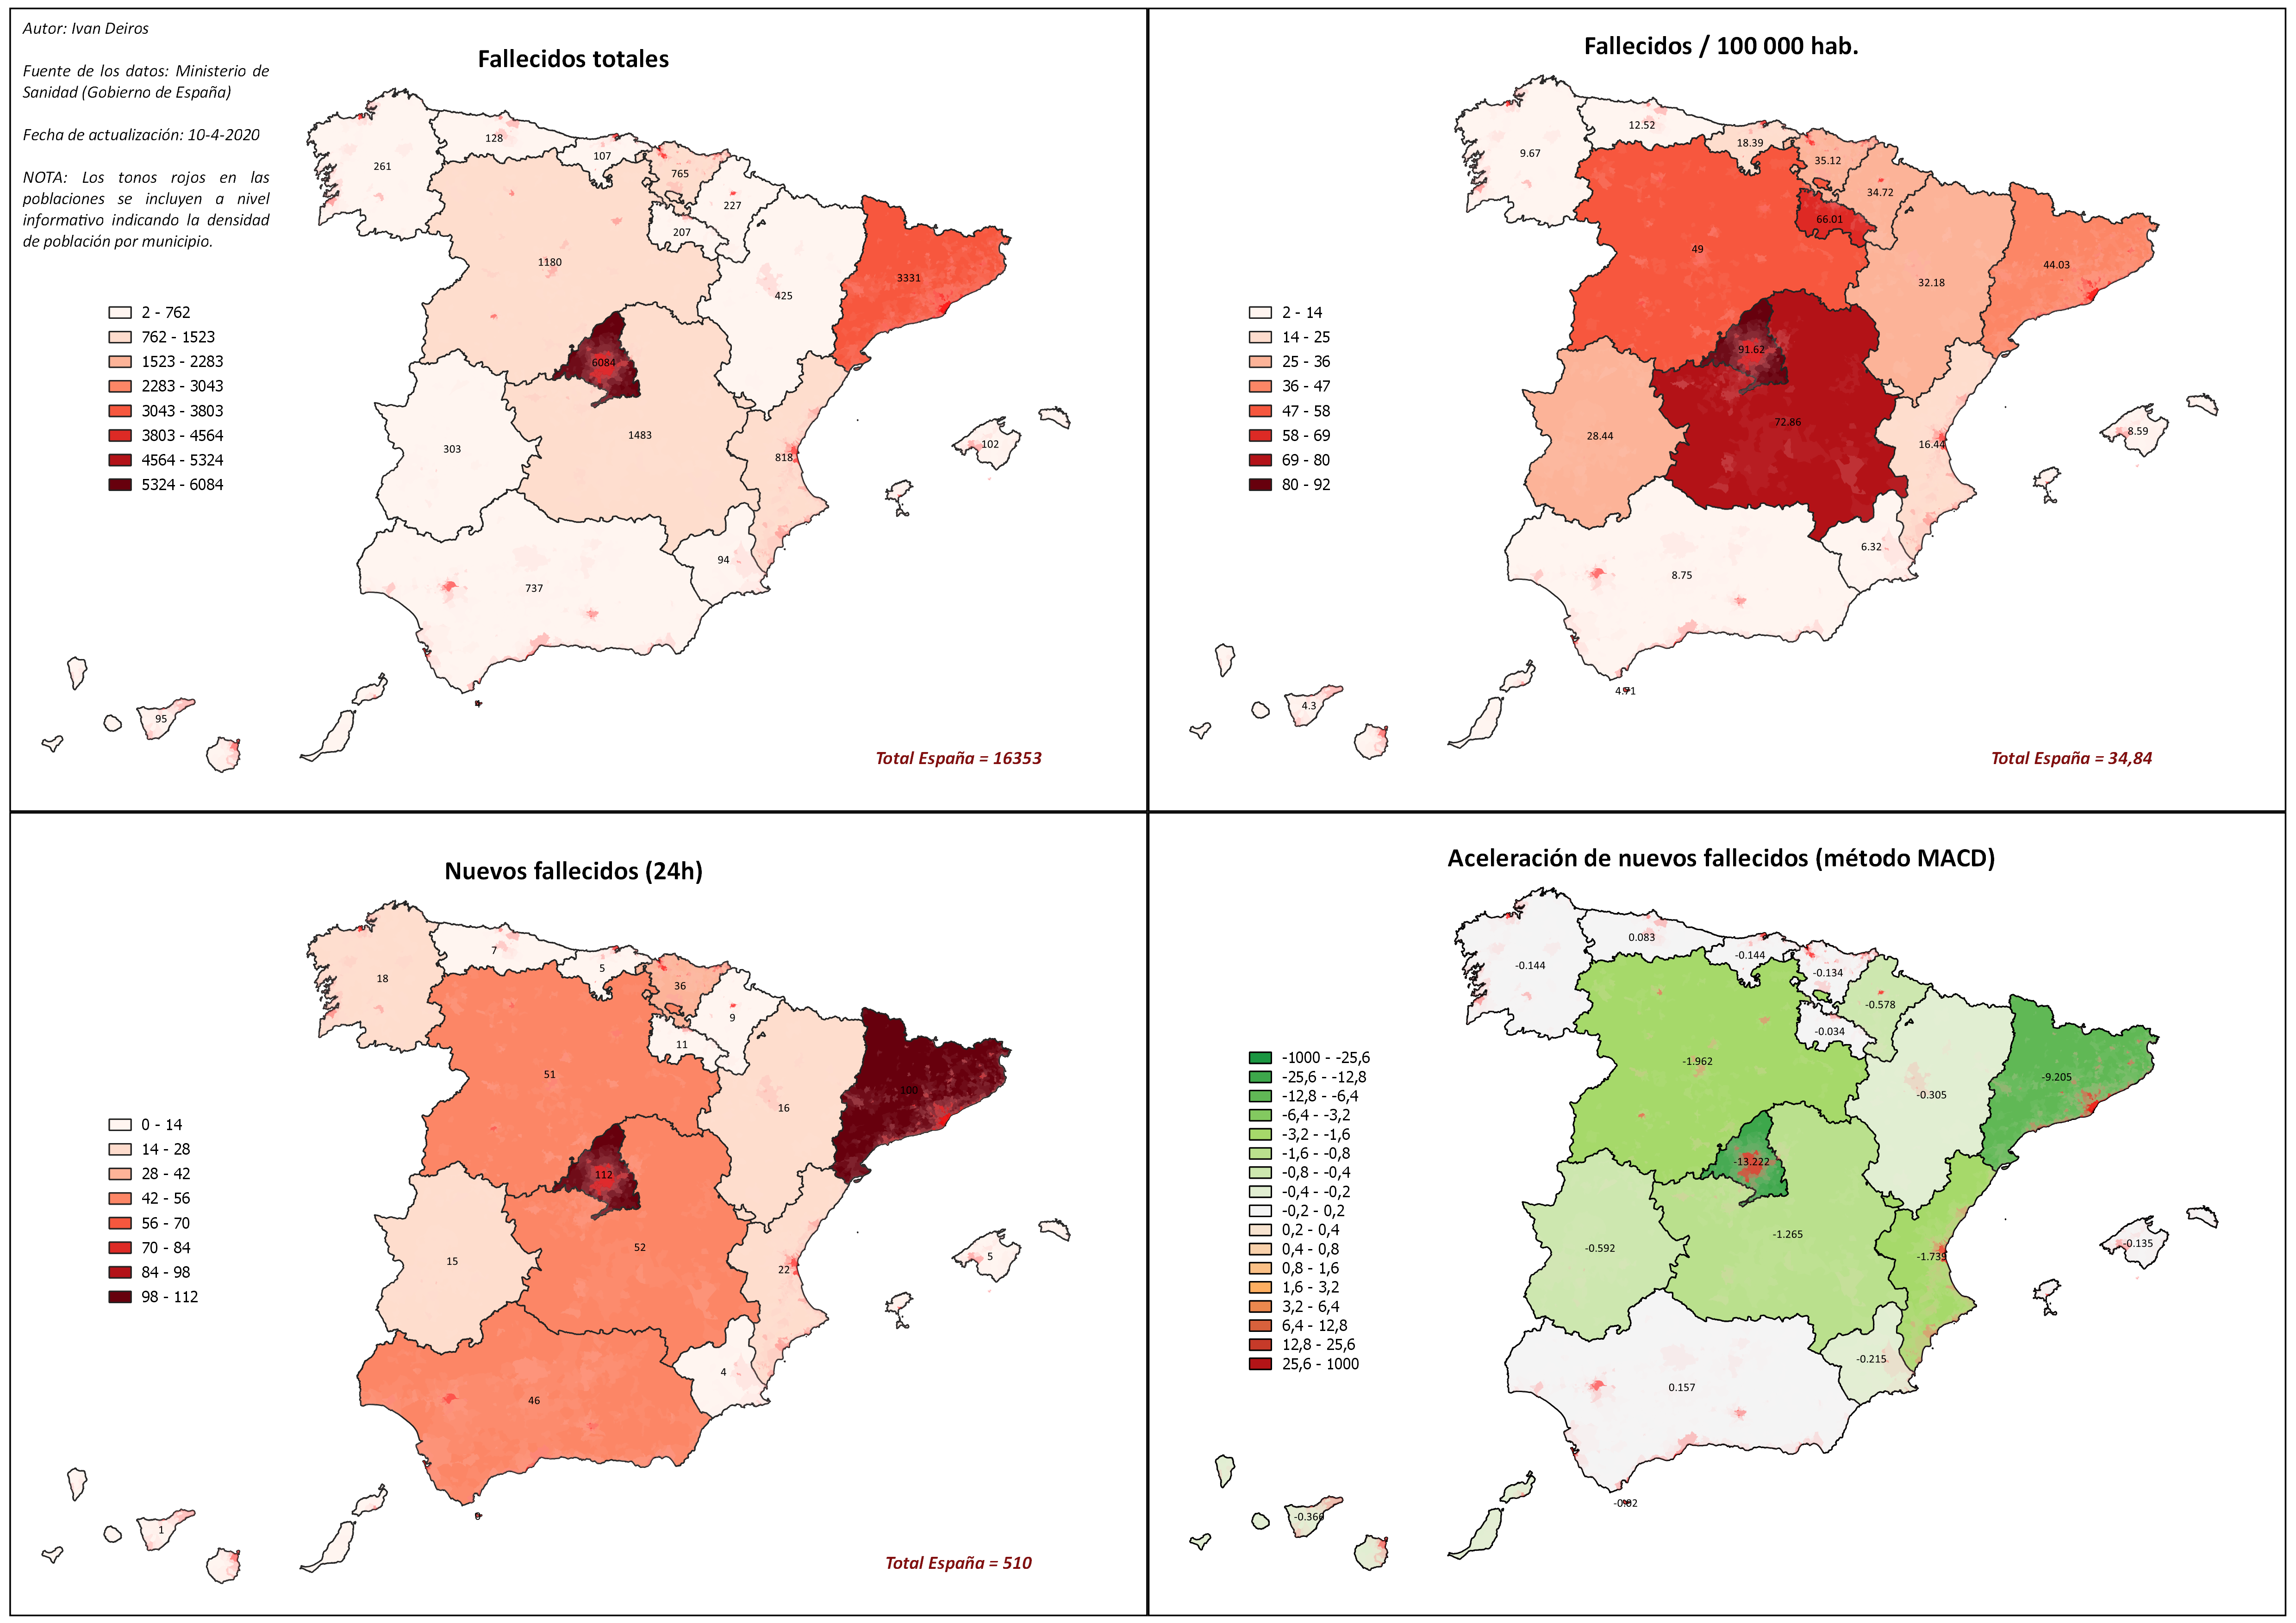 Autor: Ivan Deiros
Fuente de los datos: Ministerio de
Sanidad (Gobierno de España)
Fecha de actualización: 10-4-2020
NOTA: Los tonos rojos en las
poblaciones se incluyen a nivel
informativo indicando la densidad
de población por municipio.
Fallecidos totales
261
128
107
765
227
207
1180
425
3331
6084
1483
303
818
102
94
737
95
2 - 762
762 - 1523
1523 - 2283
2283 - 3043
3043 - 3803
3803 - 4564
4564 - 5324
5324 - 6084
Total España = 16353
Fallecidos / 100 000 hab.
9.67
12.52
18.39
35.12
34.72
66.01
49
32.18
44.03
91.62
72.86
28.44
16.44
8.59
6.32
8.75
4.71
4.3
2 - 14
14 - 25
25 - 36
36 - 47
47 - 58
58 - 69
69 - 80
80 - 92
Total España = 34,84
Nuevos fallecidos (24h)
18
7
5
36
9
11
51
16
100
112
52
15
22
5
4
46
0
1
0 - 14
14 - 28
28 - 42
42 - 56
56 - 70
70 - 84
84 - 98
98 - 112
Total España = 510
Aceleración de nuevos fallecidos (método MACD)
-0.144
0.083
-0.144
-0.134
-0.578
-0.034
-1.962
-0.305
-9.205
-13.222
-1.265
-0.592
-1.739
-0.135
-0.215
0.157
-0.02
-0.366
-1000 - -25,6
-25,6 - -12,8
-12,8 - -6,4
-6,4 - -3,2
-3,2 - -1,6
-1,6 - -0,8
-0,8 - -0,4
-0,4 - -0,2
-0,2 - 0,2
0,2 - 0,4
0,4 - 0,8
0,8 - 1,6
1,6 - 3,2
3,2 - 6,4
6,4 - 12,8
12,8 - 25,6
25,6 - 1000